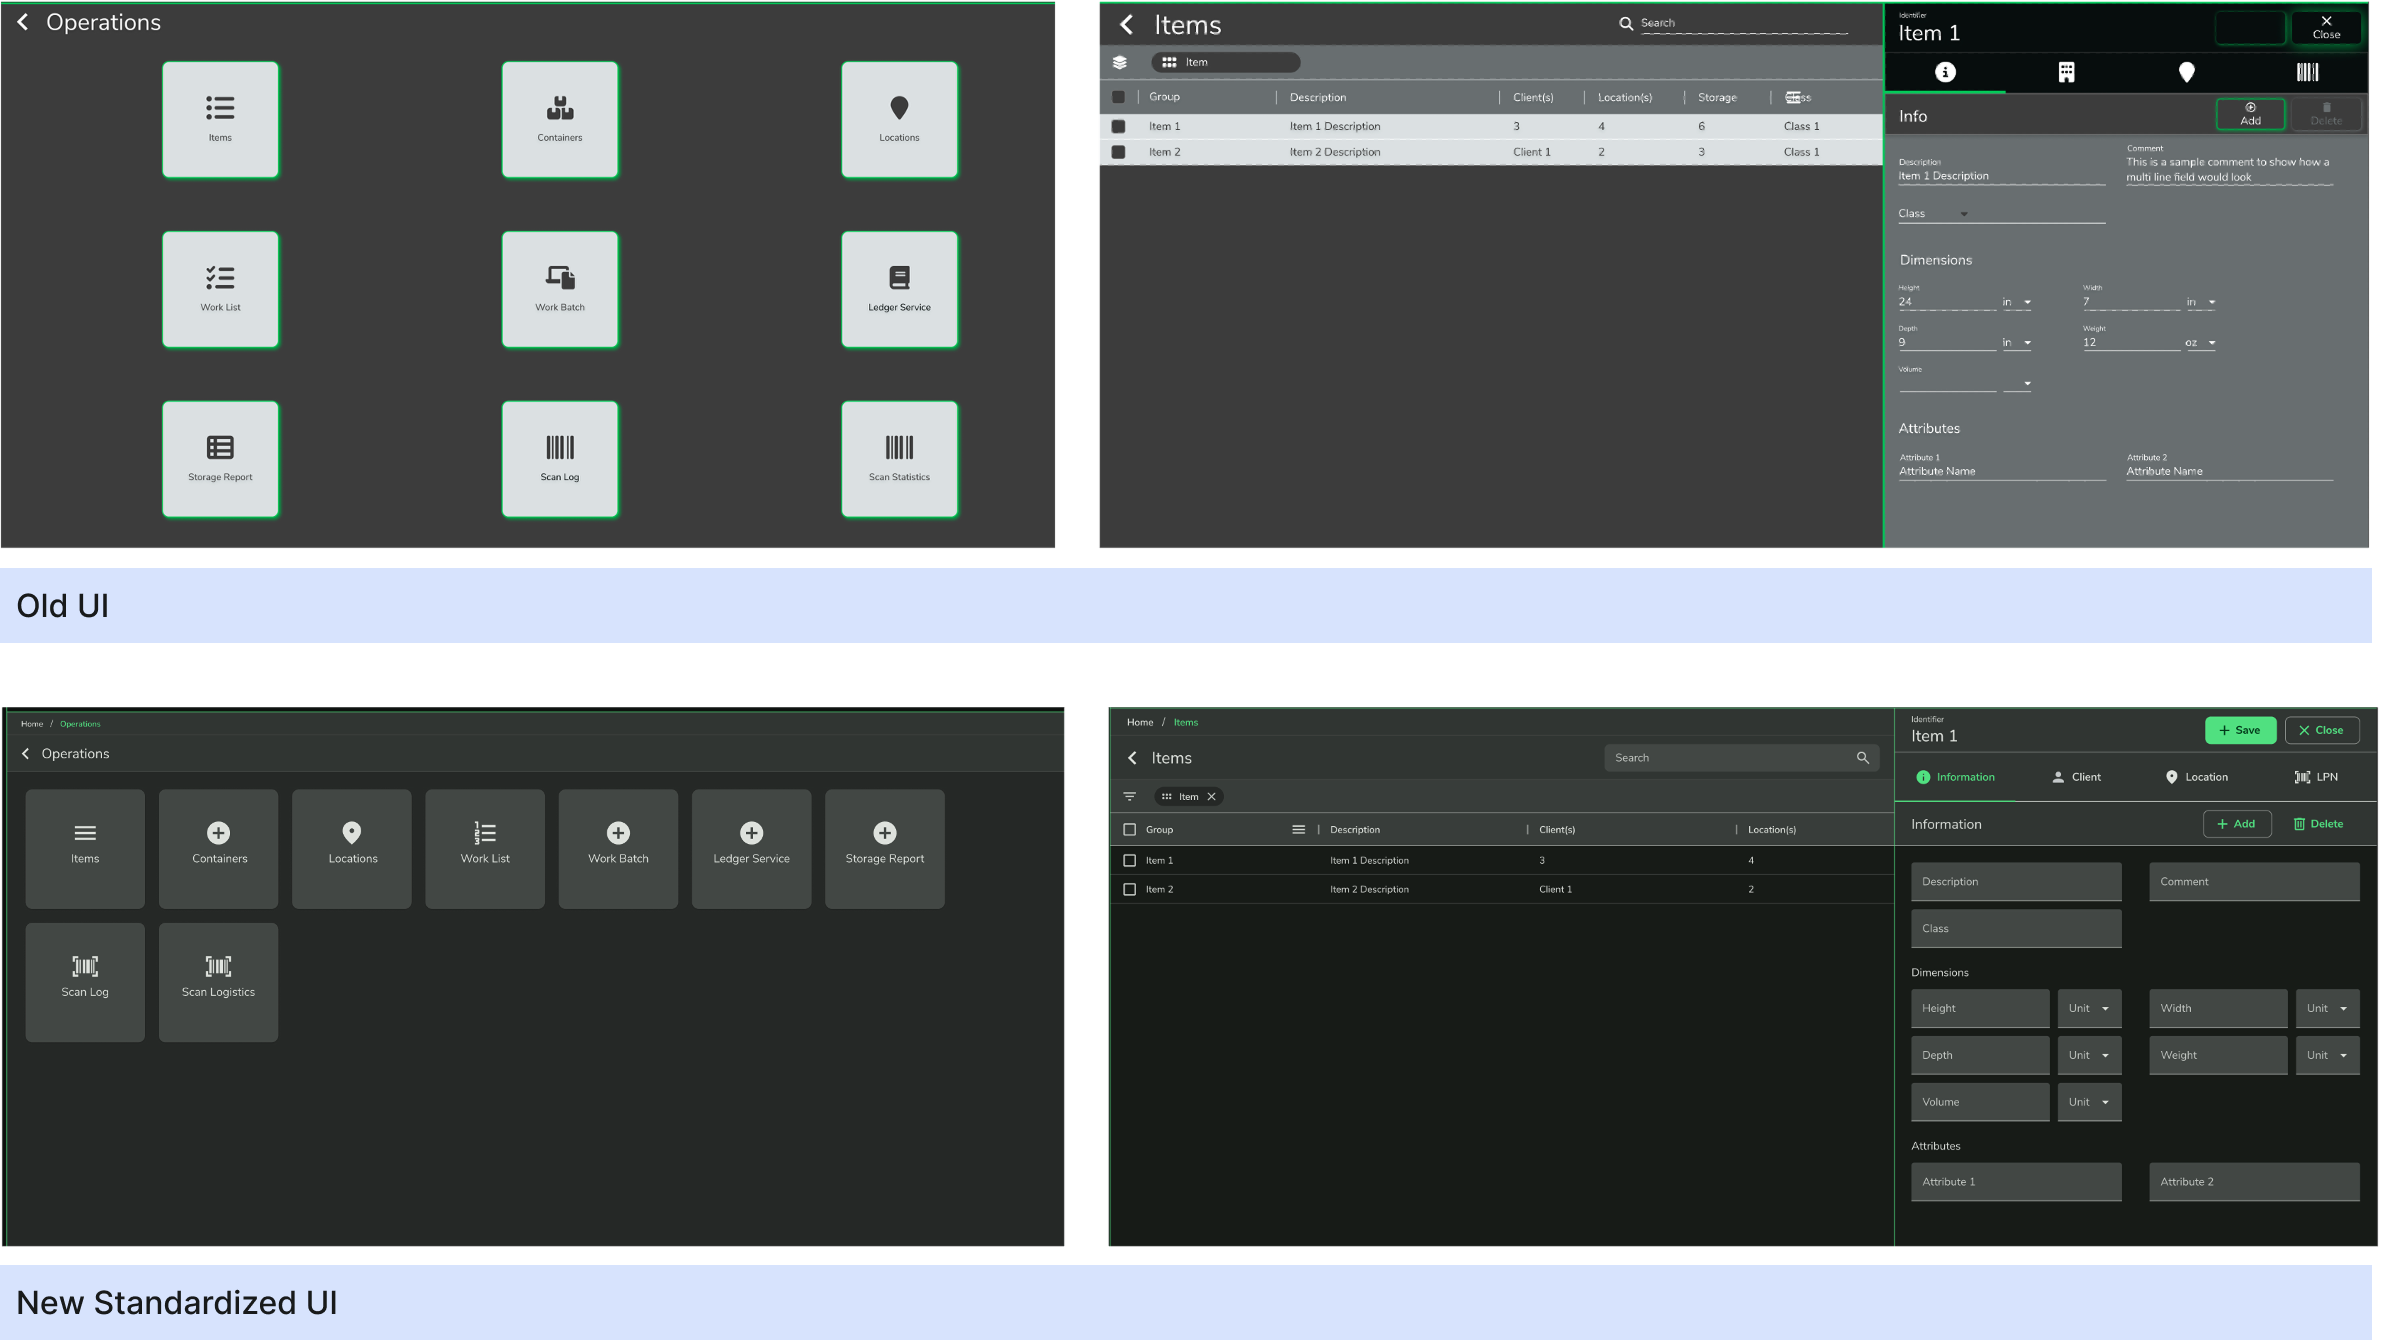 Operations
Items
Containers
Locations
Work List
Work Batch
Ledger Service
Storage Report
Scan Log
Scan Statistics
Items
Search
Item
Group Description Client(s) Location(s) Storage
Item 1 Item 1 Description 3 4 6 Class 1
Item 2 Item 2 Description Client 1 2 3 Class 1
Identifier
Item 1
Close
Info
Add
Delete
Description
Item 1 Description
Comment
This is a sample comment to show how a
multi line field would look
Class
Dimensions
Height
24 in
Width
7 in
Depth
9 in
Weight
12 oz
Volume
Attributes
Attribute 1
Attribute Name
Attribute 2
Attribute Name
Old UI
Home / Operations
Operations
Items
Containers
Locations
Work List
Work Batch
Ledger Service
Storage Report
Scan Log
Scan Logistics
Home / Items
Items
Search
Item
Group Description Client(s) Location(s)
Item 1 Item 1 Description 3 4
Item 2 Item 2 Description Client 1 2
Identifier
Item 1
Save
Close
Information Client Location LPN
Information
Add
Delete
Description
Comment
Class
Dimensions
Height Unit Width Unit
Depth Unit Weight Unit
Volume Unit
Attributes
Attribute 1 Attribute 2
New Standardized UI